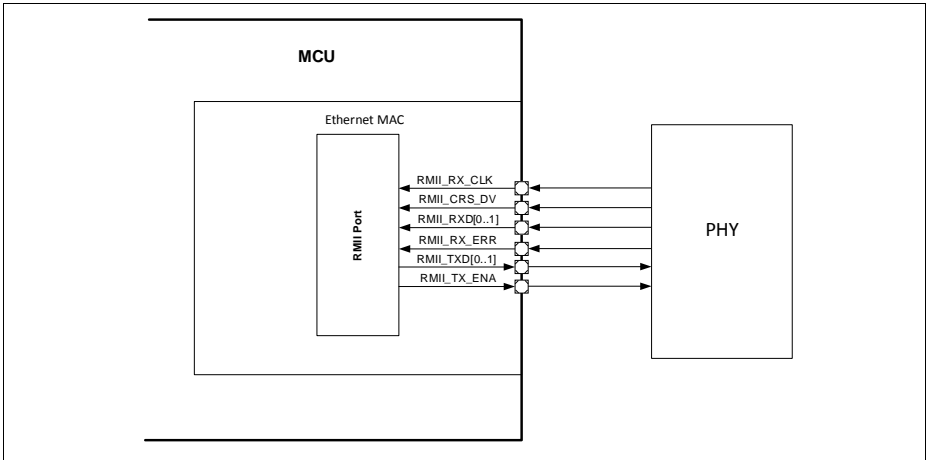 MCU
Ethernet MAC
RMII Port
RMII_RX_CLK
RMII_CRS_DV
RMII_RXD[0..1]
RMII_RX_ERR
RMII_TXD[0..1]
RMII_TX_ENA
PHY